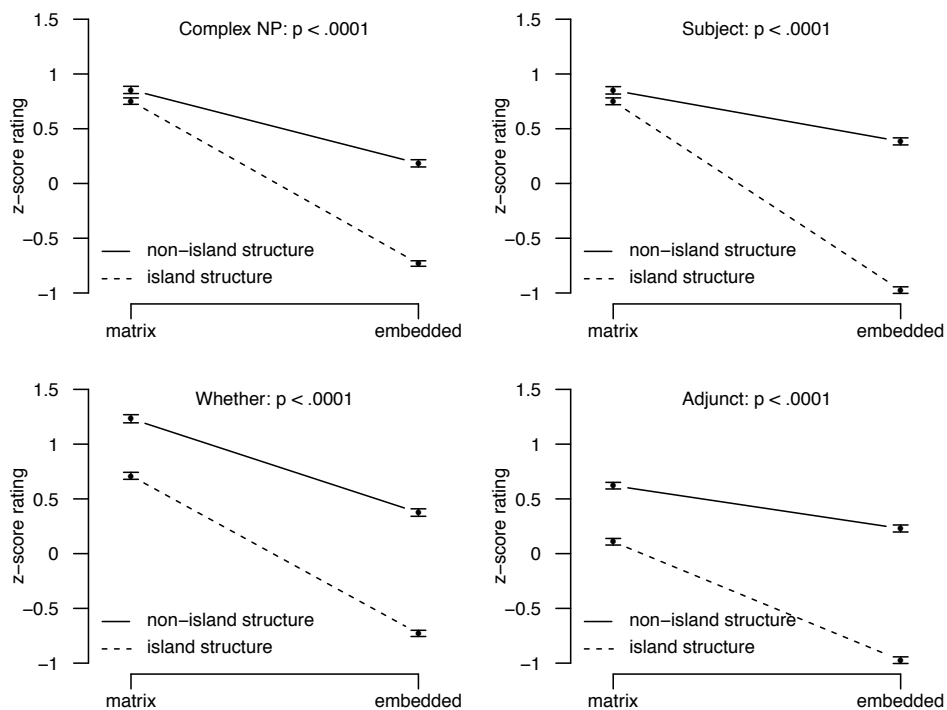 Complex NP: p < .0001
z−score rating
1.5
1
0.5
0
−0.5
−1
non−island structure
island structure
matrix
embedded
Subject: p < .0001
z−score rating
1.5
1
0.5
0
−0.5
−1
non−island structure
island structure
matrix
embedded
Whether: p < .0001
z−score rating
1.5
1
0.5
0
−0.5
−1
non−island structure
island structure
matrix
embedded
Adjunct: p < .0001
z−score rating
1.5
1
0.5
0
−0.5
−1
non−island structure
island structure
matrix
embedded